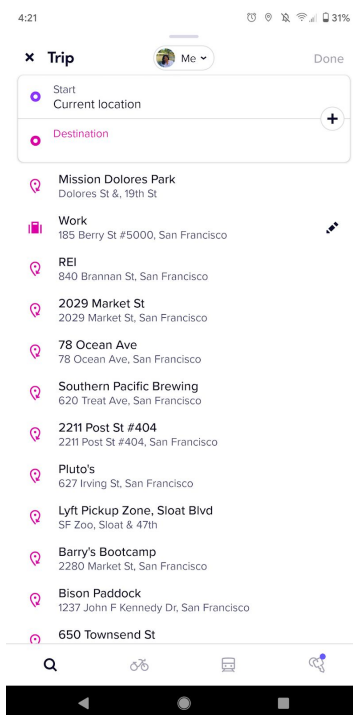 4:21
31%
Trip
Me
Done
Start
Current location
Destination
Mission Dolores Park
Dolores St &, 19th St
Work
185 Berry St #5000, San Francisco
REI
840 Brannan St, San Francisco
2029 Market St
2029 Market St, San Francisco
78 Ocean Ave
78 Ocean Ave, San Francisco
Southern Pacific Brewing
620 Treat Ave, San Francisco
2211 Post St #404
2211 Post St #404, San Francisco
Pluto's
627 Irving St, San Francisco
Lyft Pickup Zone, Sloat Blvd
SF Zoo, Sloat & 47th
Barry's Bootcamp
2280 Market St, San Francisco
Bison Paddock
1237 John F Kennedy Dr, San Francisco
650 Townsend St